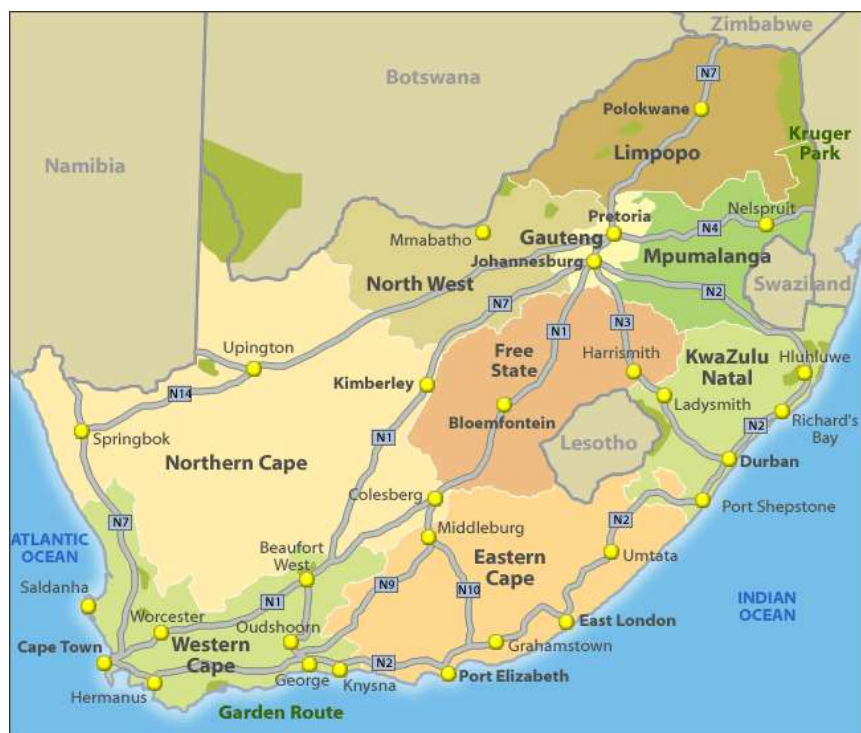 Zimbabwe
Botswana
N7
Polokwane
Kruger
Park
Namibia
Limpopo
Pretoria
Nelspruit
Mmabatho
Gauteng
N4
Johannesburg
Mpumalanga
North West
Swaziland
N7
N2
N1
N3
Upington
Free
State
Harrismith
KwaZulu
Natal
Hluhluwe
Kimberley
N14
Ladysmith
Bloemfontein
Richard's
Bay
N2
Springbok
N1
Lesotho
Northern Cape
Durban
Colesberg
Port Shepstone
N7
Middleburg
N2
ATLANTIC
OCEAN
Beaufort
West
Eastern
Cape
Umtata
Saldanha
N9
N10
INDIAN
OCEAN
N1
Worcester
Oudshoorn
East London
Cape Town
Western
Cape
Grahamstown
N2
George
Knysna
Port Elizabeth
Hermanus
Garden Route